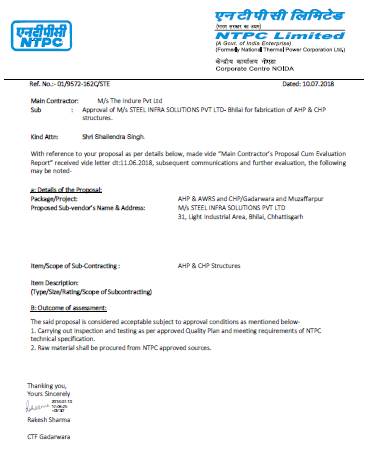 एनटीपीसी
NTPC
एन टी पी सी लिमिटेड
(भारत सरकार का उद्यम)
NTPC Limited
(A Govt. of India Enterprise)
(Formerly National Thermal Power Corporation Ltd.)
केन्द्रीय कार्यालय नोएडा
Corporate Centre NOIDA
Ref. No.:- 01/9572-162C/STE Dated: 10.07.2018
Main Contractor: M/s The Indure Pvt Ltd
Sub : Approval of M/s STEEL INFRA SOLUTIONS PVT LTD- Bhilai for fabrication of AHP & CHP
structures.
Kind Attn: Shri Shailendra Singh.
With reference to your proposal as per details below, made vide "Main Contractor's Proposal Cum Evaluation
Report" received vide letter dt:11.06.2018, subsequent communications and further evaluation, the following
may be noted-
a: Details of the Proposal:
Package/Project: AHP & AWRS and CHP/Gadarwara and Muzaffarpur
Proposed Sub-vendor's Name & Address: M/s STEEL INFRA SOLUTIONS PVT LTD
31, Light Industrial Area, Bhilai, Chhattisgarh
Item/Scope of Sub-Contracting : AHP & CHP Structures
Item Description:
(Type/Size/Rating/Scope of Subcontracting)
B: Outcome of assessment:
The said proposal is considered acceptable subject to approval conditions as mentioned below-
1. Carrying out inspection and testing as per approved Quality Plan and meeting requirements of NTPC
technical specification.
2. Raw material shall be procured from NTPC approved sources.
Thanking you,
Yours Sincerely
2018.07.10
Rakesh Sharma
CTF Gadarwara